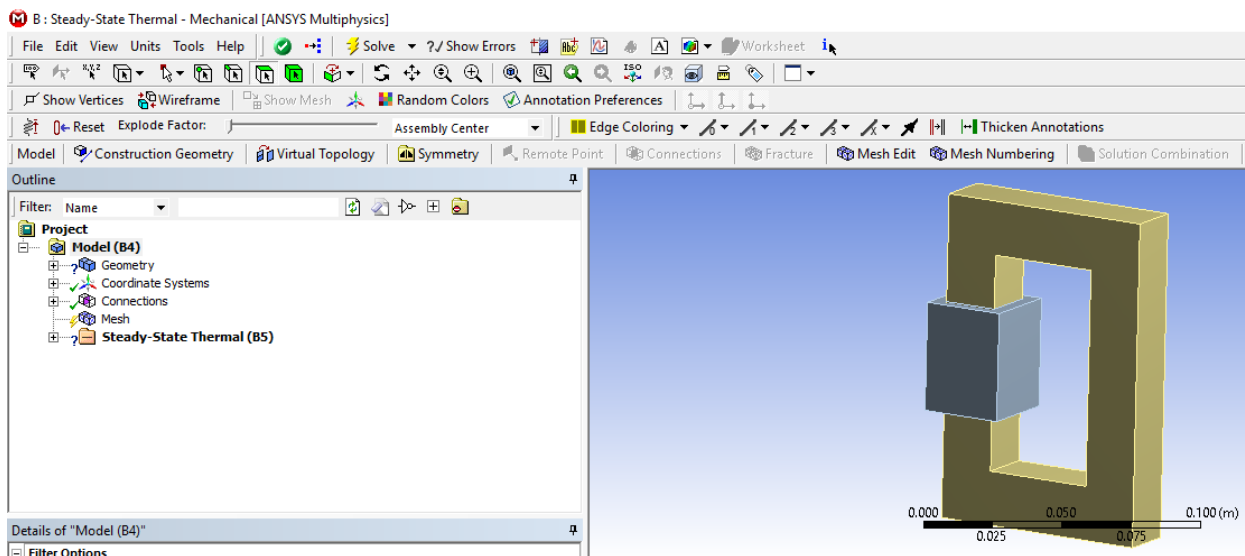 B : Steady-State Thermal - Mechanical [ANSYS Multiphysics]
File Edit View Units Tools Help Solve ?/ Show Errors Worksheet
Show Vertices Wireframe Show Mesh Random Colors Annotation Preferences
Reset Explode Factor: Assembly Center Edge Coloring Thicken Annotations
Model Construction Geometry Virtual Topology Symmetry Remote Point Connections Fracture Mesh Edit Mesh Numbering Solution Combination
Outline
Filter: Name
Project
Model (B4)
Geometry
Coordinate Systems
Connections
Mesh
Steady-State Thermal (B5)
Details of "Model (B4)"
Filter Options
0.000 0.050 0.100 (m)
0.025 0.075